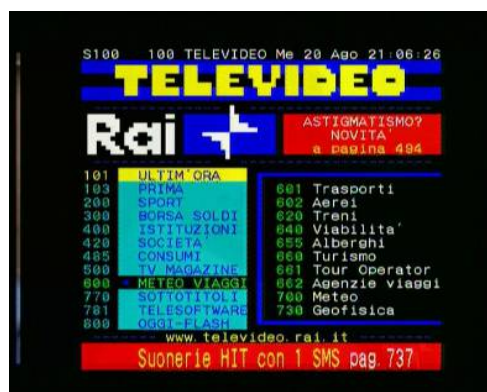 S100 100 TELEVIDEO Me 20 Ago 21:06:26
TELEVIDEO
Rai
ASTIGMATISMO?
NOVITA'
a pagina 494
101 ULTIM'ORA
103 PRIMA
200 SPORT
300 BORSA SOLDI
400 ISTITUZIONI
420 SOCIETA'
485 CONSUMI
500 TV MAGAZINE
600 METEO VIAGGI
770 SOTTOTITOLI
781 TELESOFTWARE
800 OGGI-FLASH
601 Trasporti
602 Aerei
620 Treni
640 Viabilita'
655 Alberghi
660 Turismo
661 Tour Operator
662 Agenzie viaggi
700 Meteo
730 Geofisica
www.televideo.rai.it
Suonerie HIT con 1 SMS pag.737